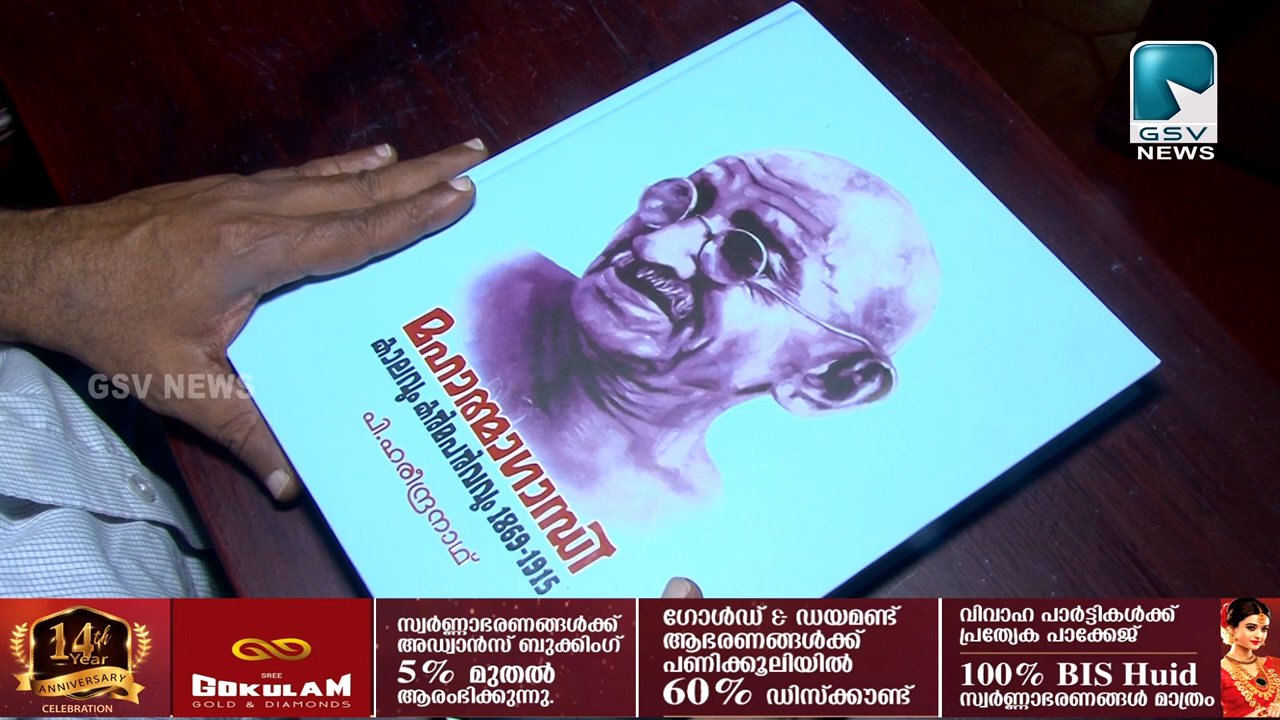 GSV
NEWS
GSV NEWS
മഹാത്മാഗാന്ധി
കാലവും കർമപർവവും 1869-1915
പി.ഹരീന്ദ്രനാഥ്
14th
Year
ANNIVERSARY
CELEBRATION
SREE
GOKULAM
GOLD & DIAMONDS
സ്വർണ്ണാഭരണങ്ങൾക്ക്
അഡ്വാൻസ് ബുക്കിംഗ്
5% മുതൽ
ആരംഭിക്കുന്നു.
ഗോൾഡ് & ഡയമണ്ട്
ആഭരണങ്ങൾക്ക്
പണിക്കൂലിയിൽ
60% ഡിസ്ക്കാണ്ട്
വിവാഹ പാർട്ടികൾക്ക്
പ്രത്യേക പാക്കേജ്
100% BIS Huid
സ്വർണ്ണാഭരണങ്ങൾ മാത്രം